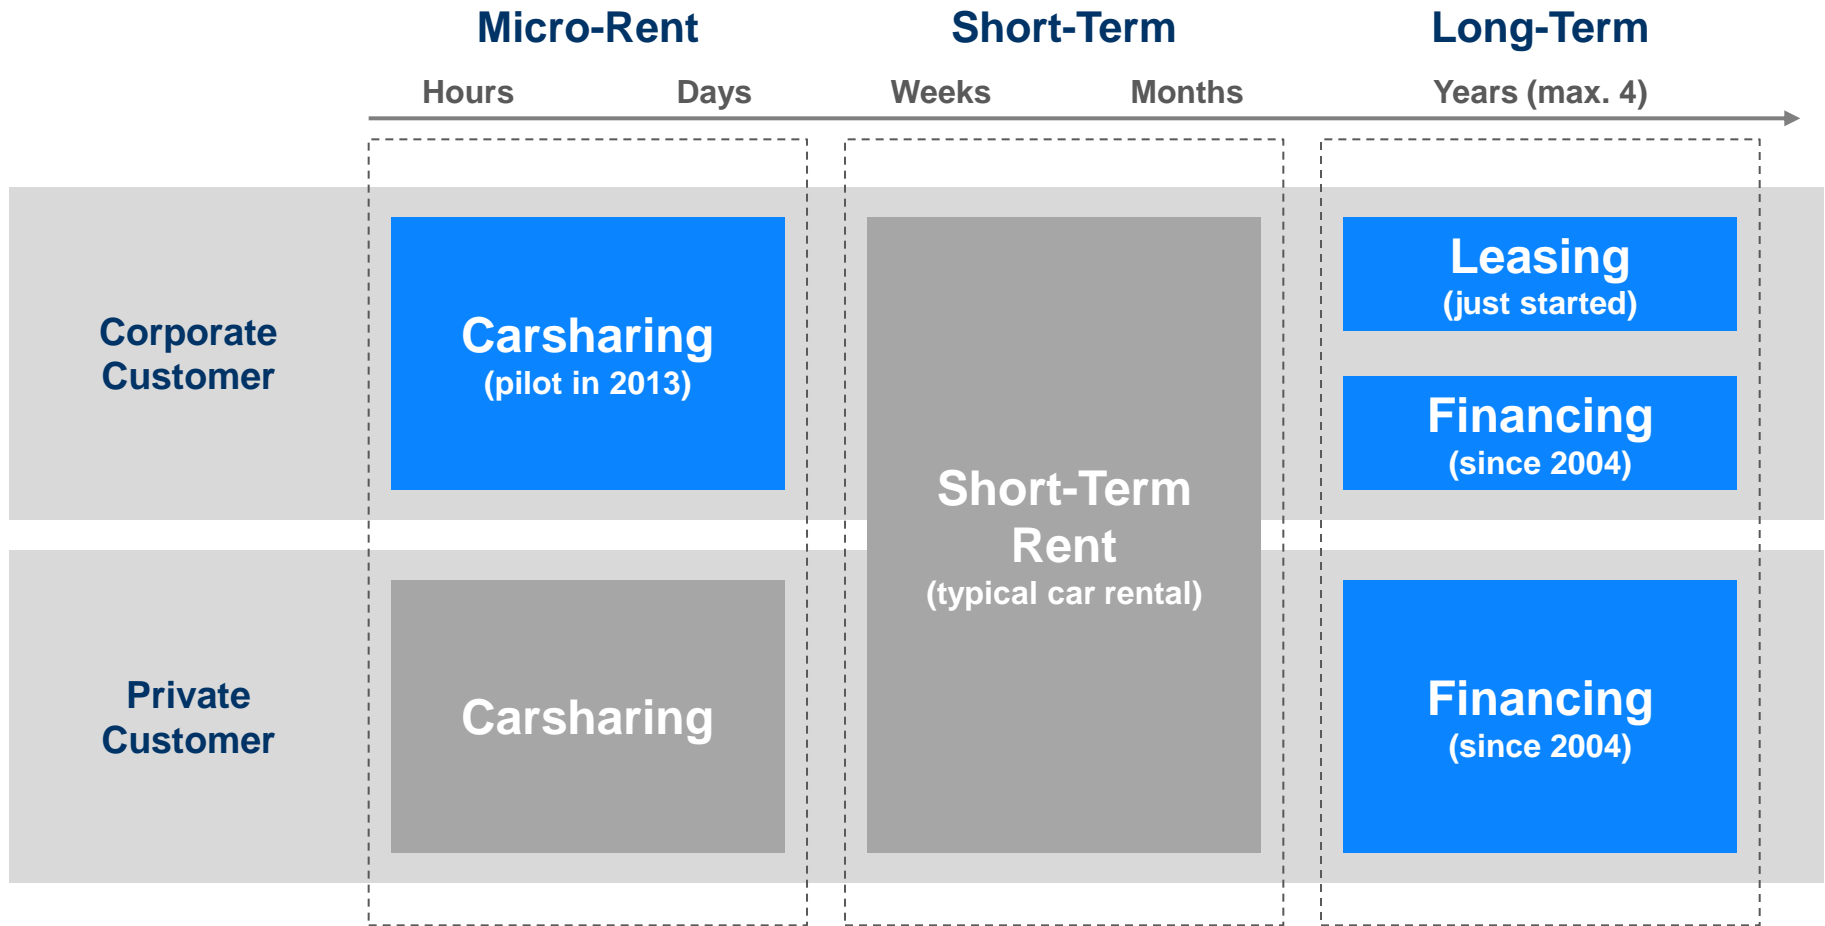 Micro-Rent
Short-Term
Long-Term
Hours
Days
Weeks
Months
Years (max. 4)
Corporate
Customer
Carsharing
(pilot in 2013)
Short-Term
Rent
(typical car rental)
Leasing
(just started)
Financing
(since 2004)
Private
Customer
Carsharing
Financing
(since 2004)